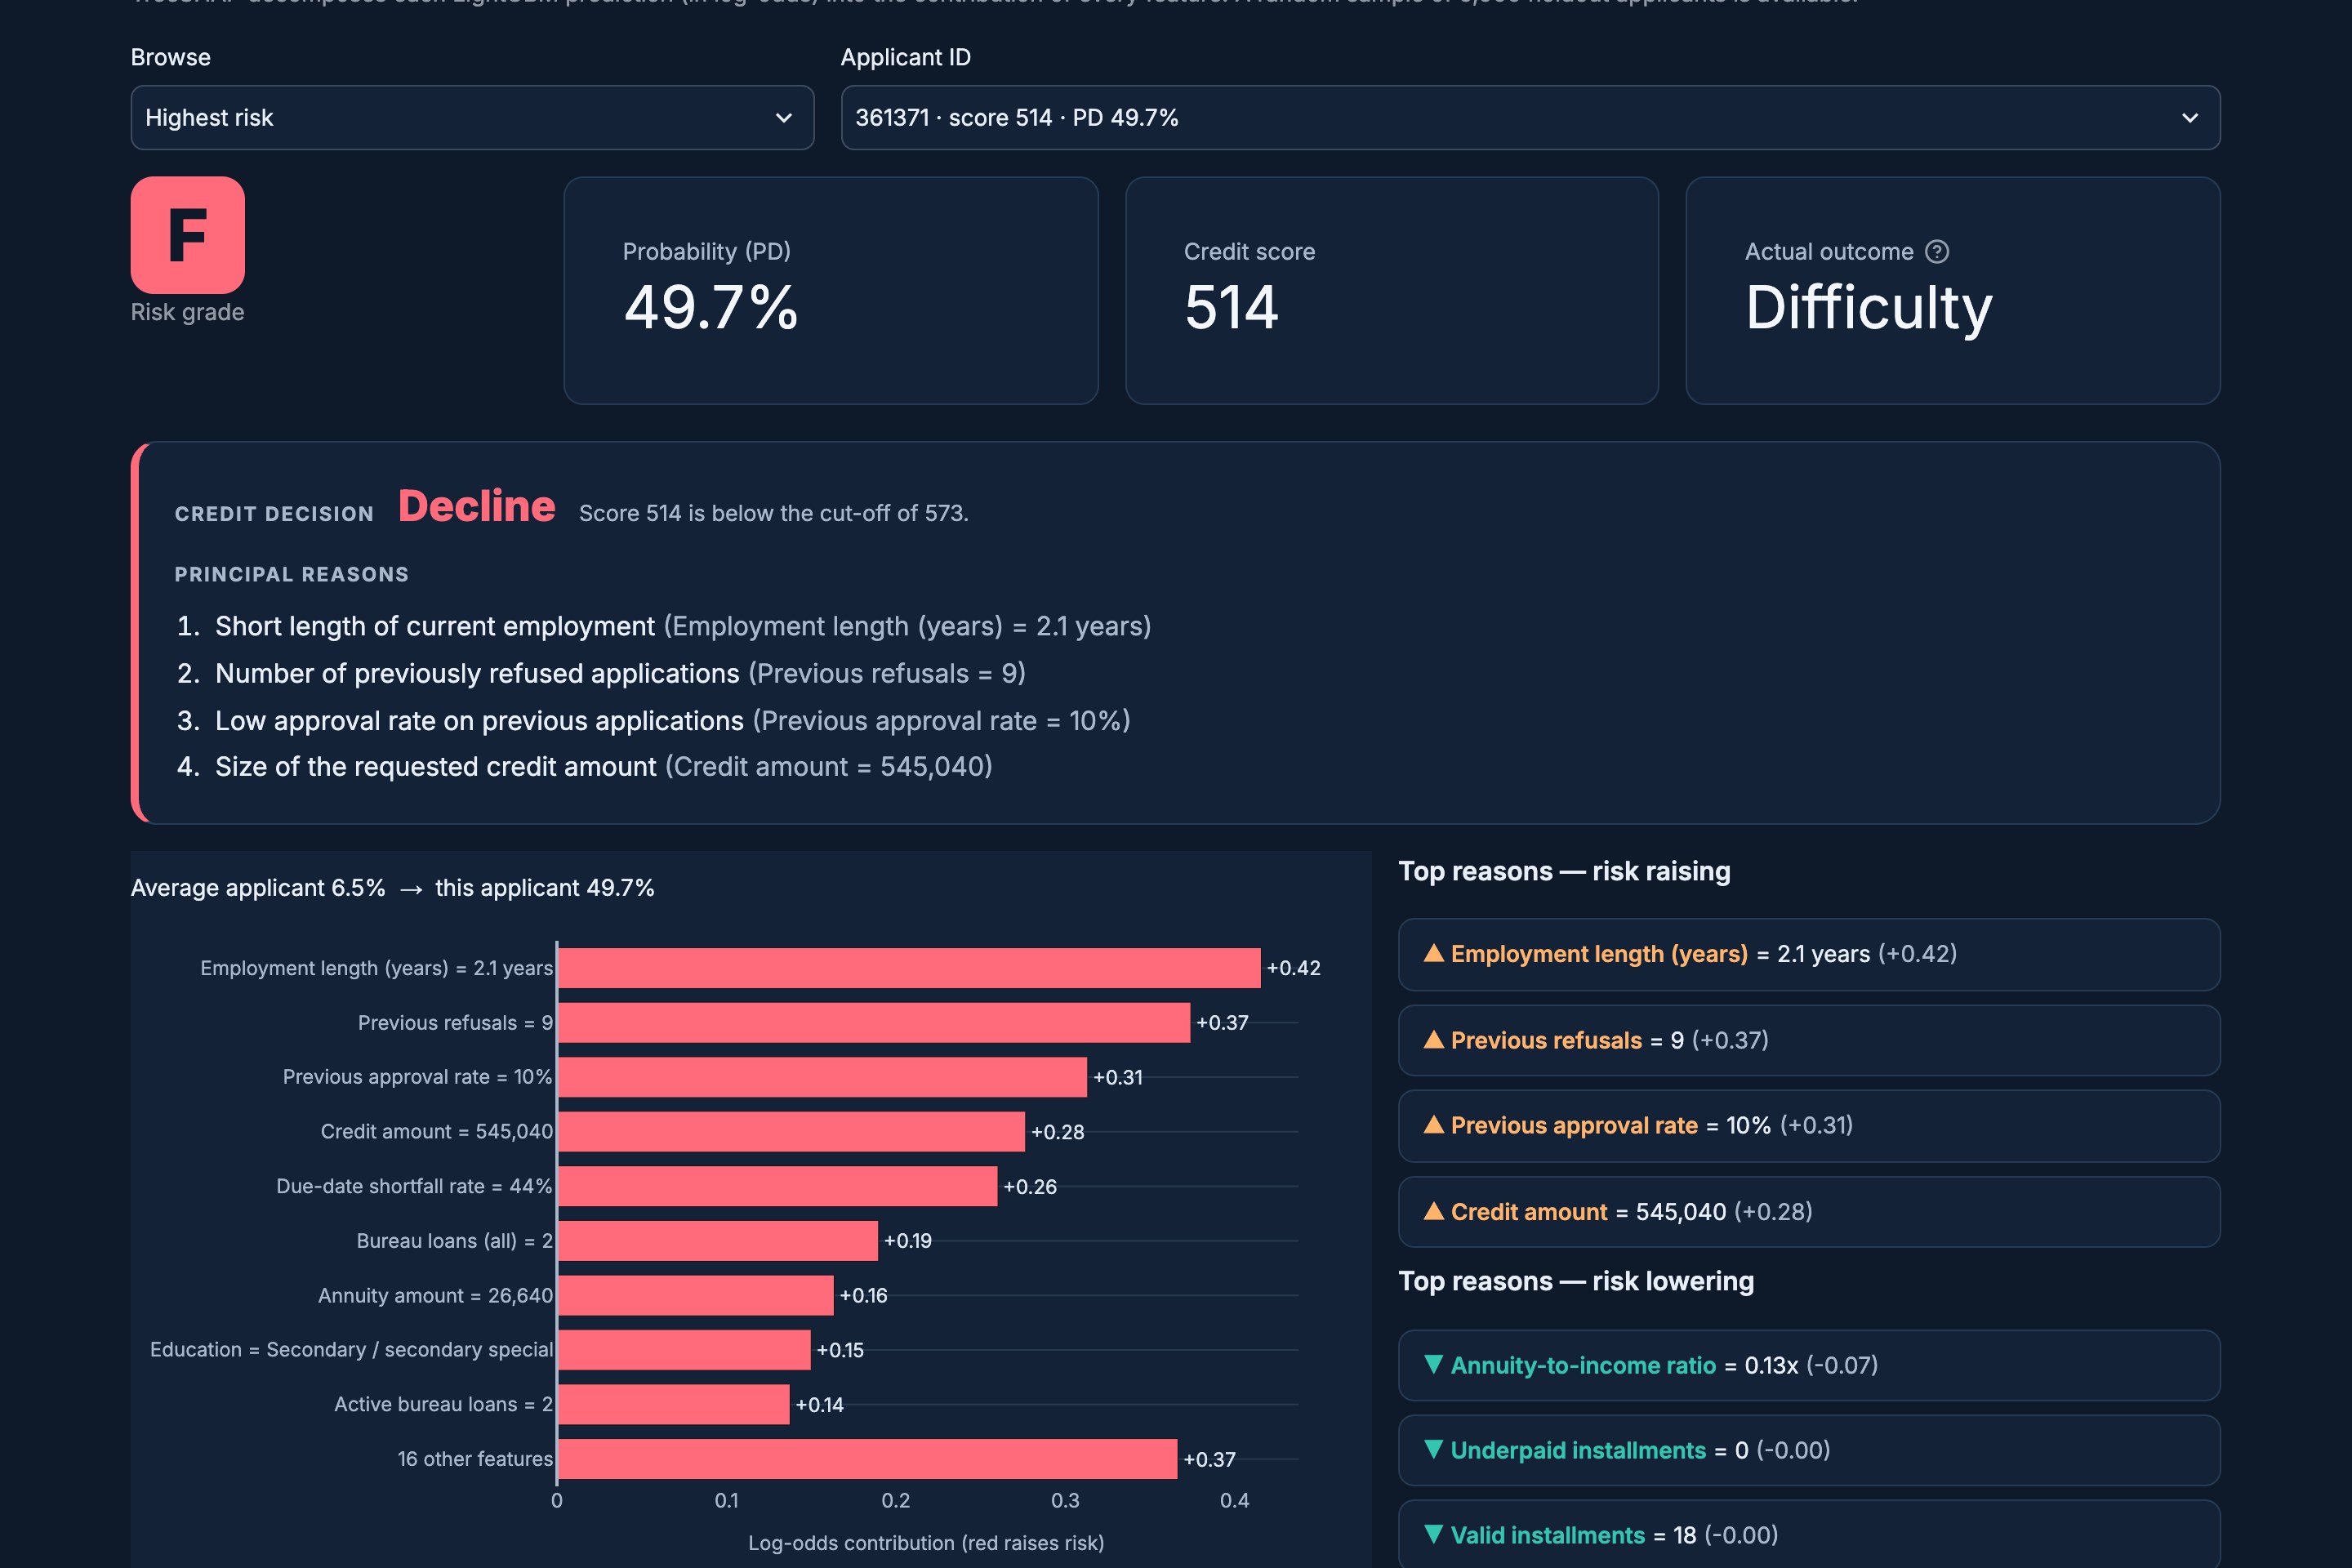 Browse
Applicant ID
Highest risk
361371 · score 514 · PD 49.7%
F
Risk grade
Probability (PD)
49.7%
Credit score
514
Actual outcome ?
Difficulty
CREDIT DECISION Decline Score 514 is below the cut-off of 573.
PRINCIPAL REASONS
1. Short length of current employment (Employment length (years) = 2.1 years)
2. Number of previously refused applications (Previous refusals = 9)
3. Low approval rate on previous applications (Previous approval rate = 10%)
4. Size of the requested credit amount (Credit amount = 545,040)
Average applicant 6.5% → this applicant 49.7%
Employment length (years) = 2.1 years +0.42
Previous refusals = 9 +0.37
Previous approval rate = 10% +0.31
Credit amount = 545,040 +0.28
Due-date shortfall rate = 44% +0.26
Bureau loans (all) = 2 +0.19
Annuity amount = 26,640 +0.16
Education = Secondary / secondary special +0.15
Active bureau loans = 2 +0.14
16 other features +0.37
0 0.1 0.2 0.3 0.4
Log-odds contribution (red raises risk)
Top reasons — risk raising
▲ Employment length (years) = 2.1 years (+0.42)
▲ Previous refusals = 9 (+0.37)
▲ Previous approval rate = 10% (+0.31)
▲ Credit amount = 545,040 (+0.28)
Top reasons — risk lowering
▼ Annuity-to-income ratio = 0.13x (-0.07)
▼ Underpaid installments = 0 (-0.00)
▼ Valid installments = 18 (-0.00)